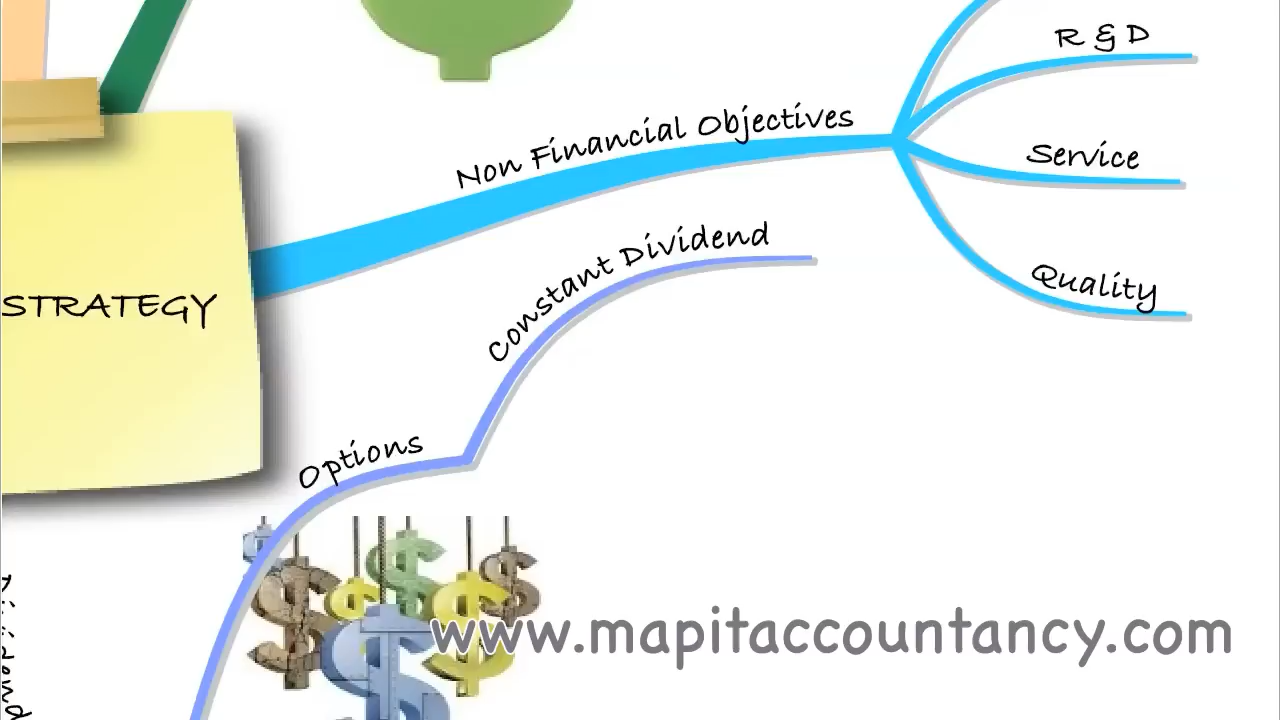 R & D
Non Financial Objectives
Service
Constant Dividend
Quality
STRATEGY
Options
www.mapitaccountancy.com